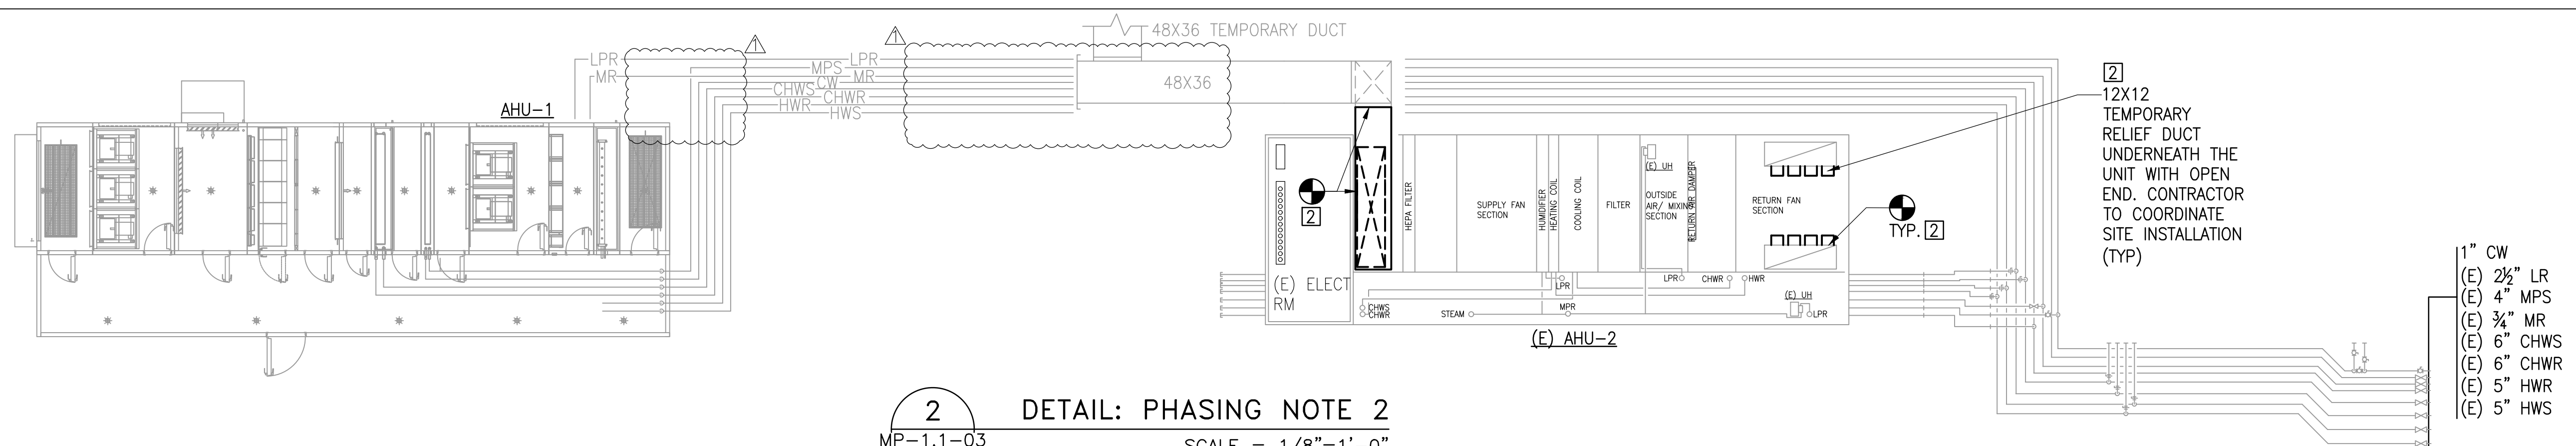 48X36 TEMPORARY DUCT
1
1
LPR
MR
LPR
MPS
MR
CW
CHWS
CHWR
HWR
HWS
48X36
AHU-1
2
12X12
TEMPORARY
RELIEF DUCT
UNDERNEATH THE
UNIT WITH OPEN
END. CONTRACTOR
TO COORDINATE
SITE INSTALLATION
(TYP)
2
(E) ELECT
RM
HEPA FILTER
SUPPLY FAN
SECTION
HUMIDIFIER
HEATING COIL
COOLING COIL
FILTER
(E) UH
OUTSIDE
AIR/ MIXING
SECTION
RETURN AIR DAMPER
RETURN FAN
SECTION
TYP. 2
LPR
LPR
CHWR
HWR
CHWS
CHWR
STEAM
MPR
(E) UH
LPR
(E) AHU-2
1" CW
(E) 2½" LR
(E) 4" MPS
(E) ¾" MR
(E) 6" CHWS
(E) 6" CHWR
(E) 5" HWR
(E) 5" HWS
2
DETAIL: PHASING NOTE 2
MP-1.1-03
SCALE = 1/8"=1' 0"